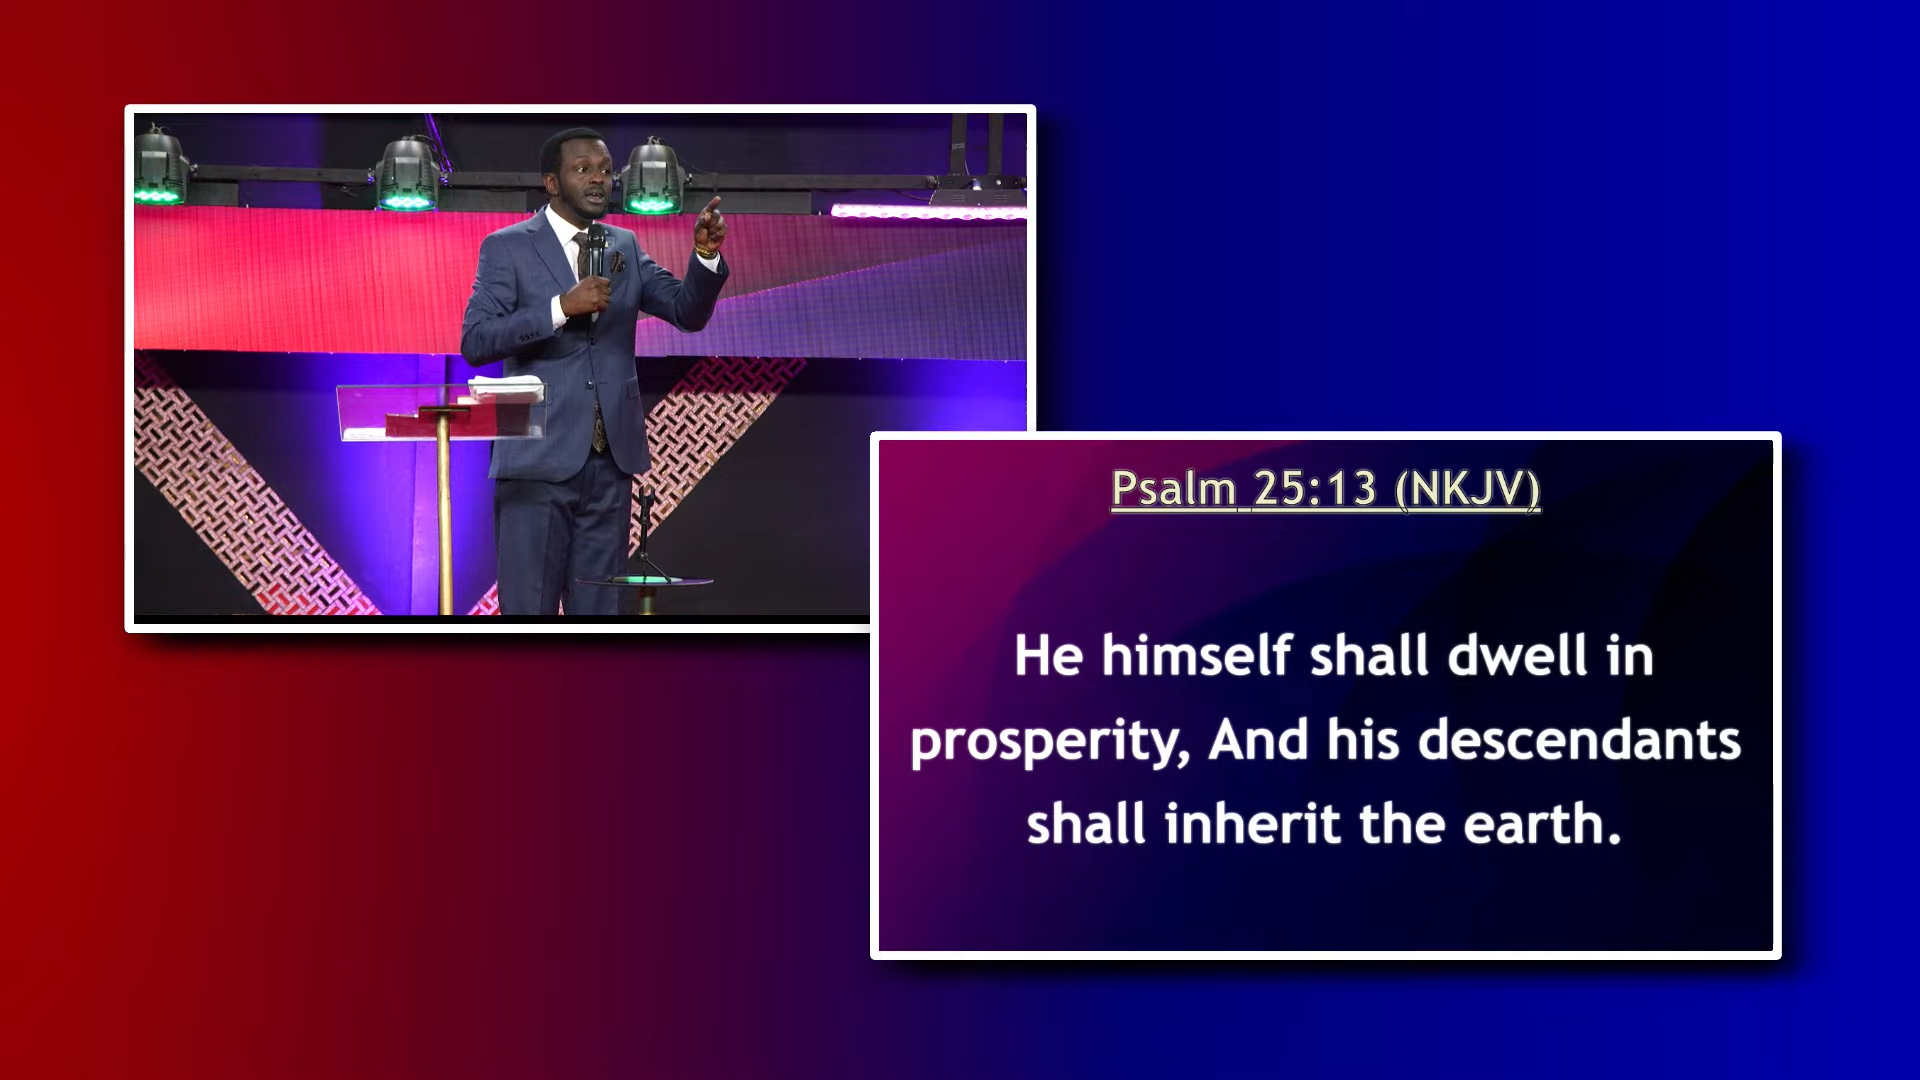 Psalm 25:13 (NKJV)
He himself shall dwell in
prosperity, And his descendants
shall inherit the earth.